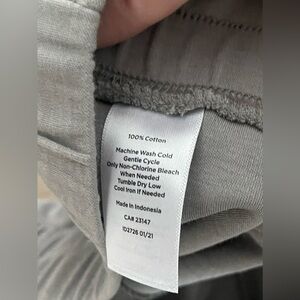 100% Cotton
Machine Wash Cold
Gentle Cycle
Only Non-Chlorine Bleach
When Needed
Tumble Dry Low
Cool Iron If Needed
Made In Indonesia
CA# 23147
ID2726 01/21